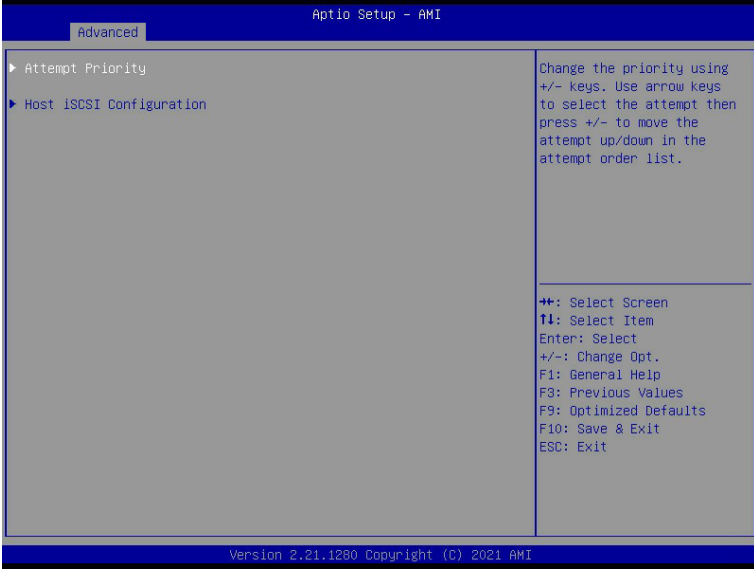 Aptio Setup – AMI
Advanced
▶ Attempt Priority
▶ Host iSCSI Configuration
Change the priority using
+/- keys. Use arrow keys
to select the attempt then
press +/- to move the
attempt up/down in the
attempt order list.
→←: Select Screen
↑↓: Select Item
Enter: Select
+/-: Change Opt.
F1: General Help
F3: Previous Values
F9: Optimized Defaults
F10: Save & Exit
ESC: Exit
Version 2.21.1280 Copyright (C) 2021 AMI